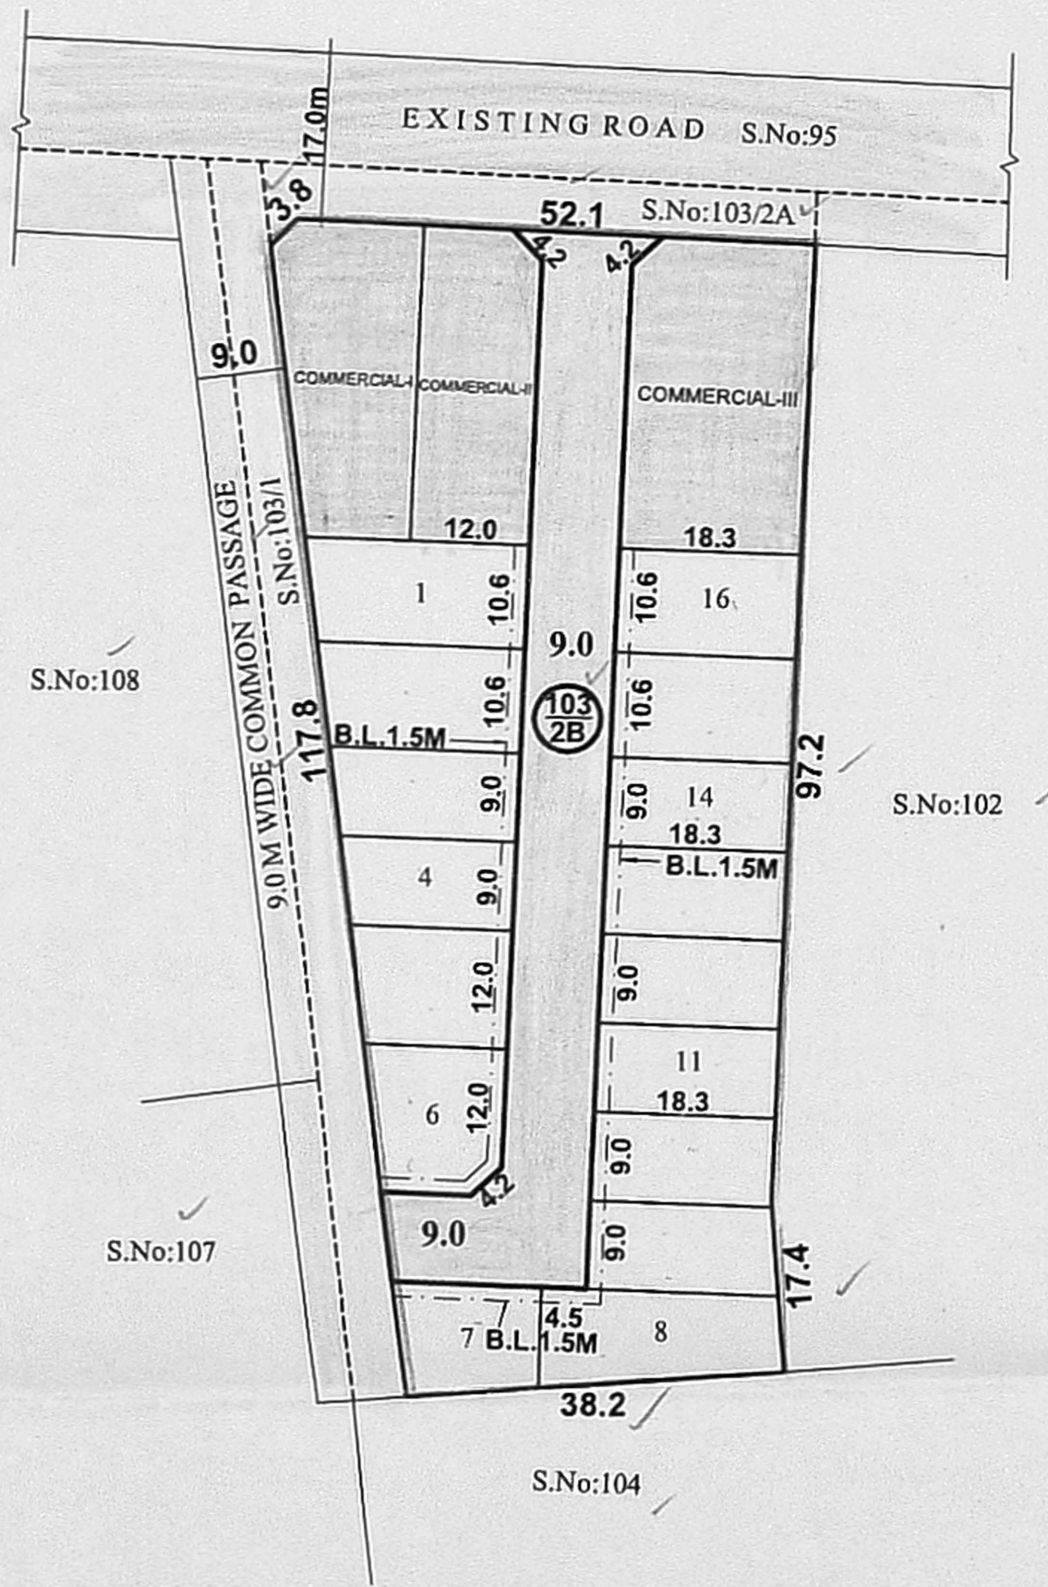 EXISTING ROAD S.No:95
17.0m
3.8
52.1
S.No:103/2A
4.2
4.2
9.0
COMMERCIAL-I
COMMERCIAL-II
COMMERCIAL-III
12.0
18.3
9.0 M WIDE COMMON PASSAGE
S.No:103/1
1
10.6
10.6
16
9.0
S.No:108
10.6
103
2B
10.6
117.8
B.L.1.5M
97.2
9.0
9.0
14
18.3
S.No:102
B.L.1.5M
4
9.0
12.0
9.0
11
18.3
6
12.0
9.0
4.2
9.0
9.0
S.No:107
17.4
7
B.L.1.5M
4.5
8
38.2
S.No:104